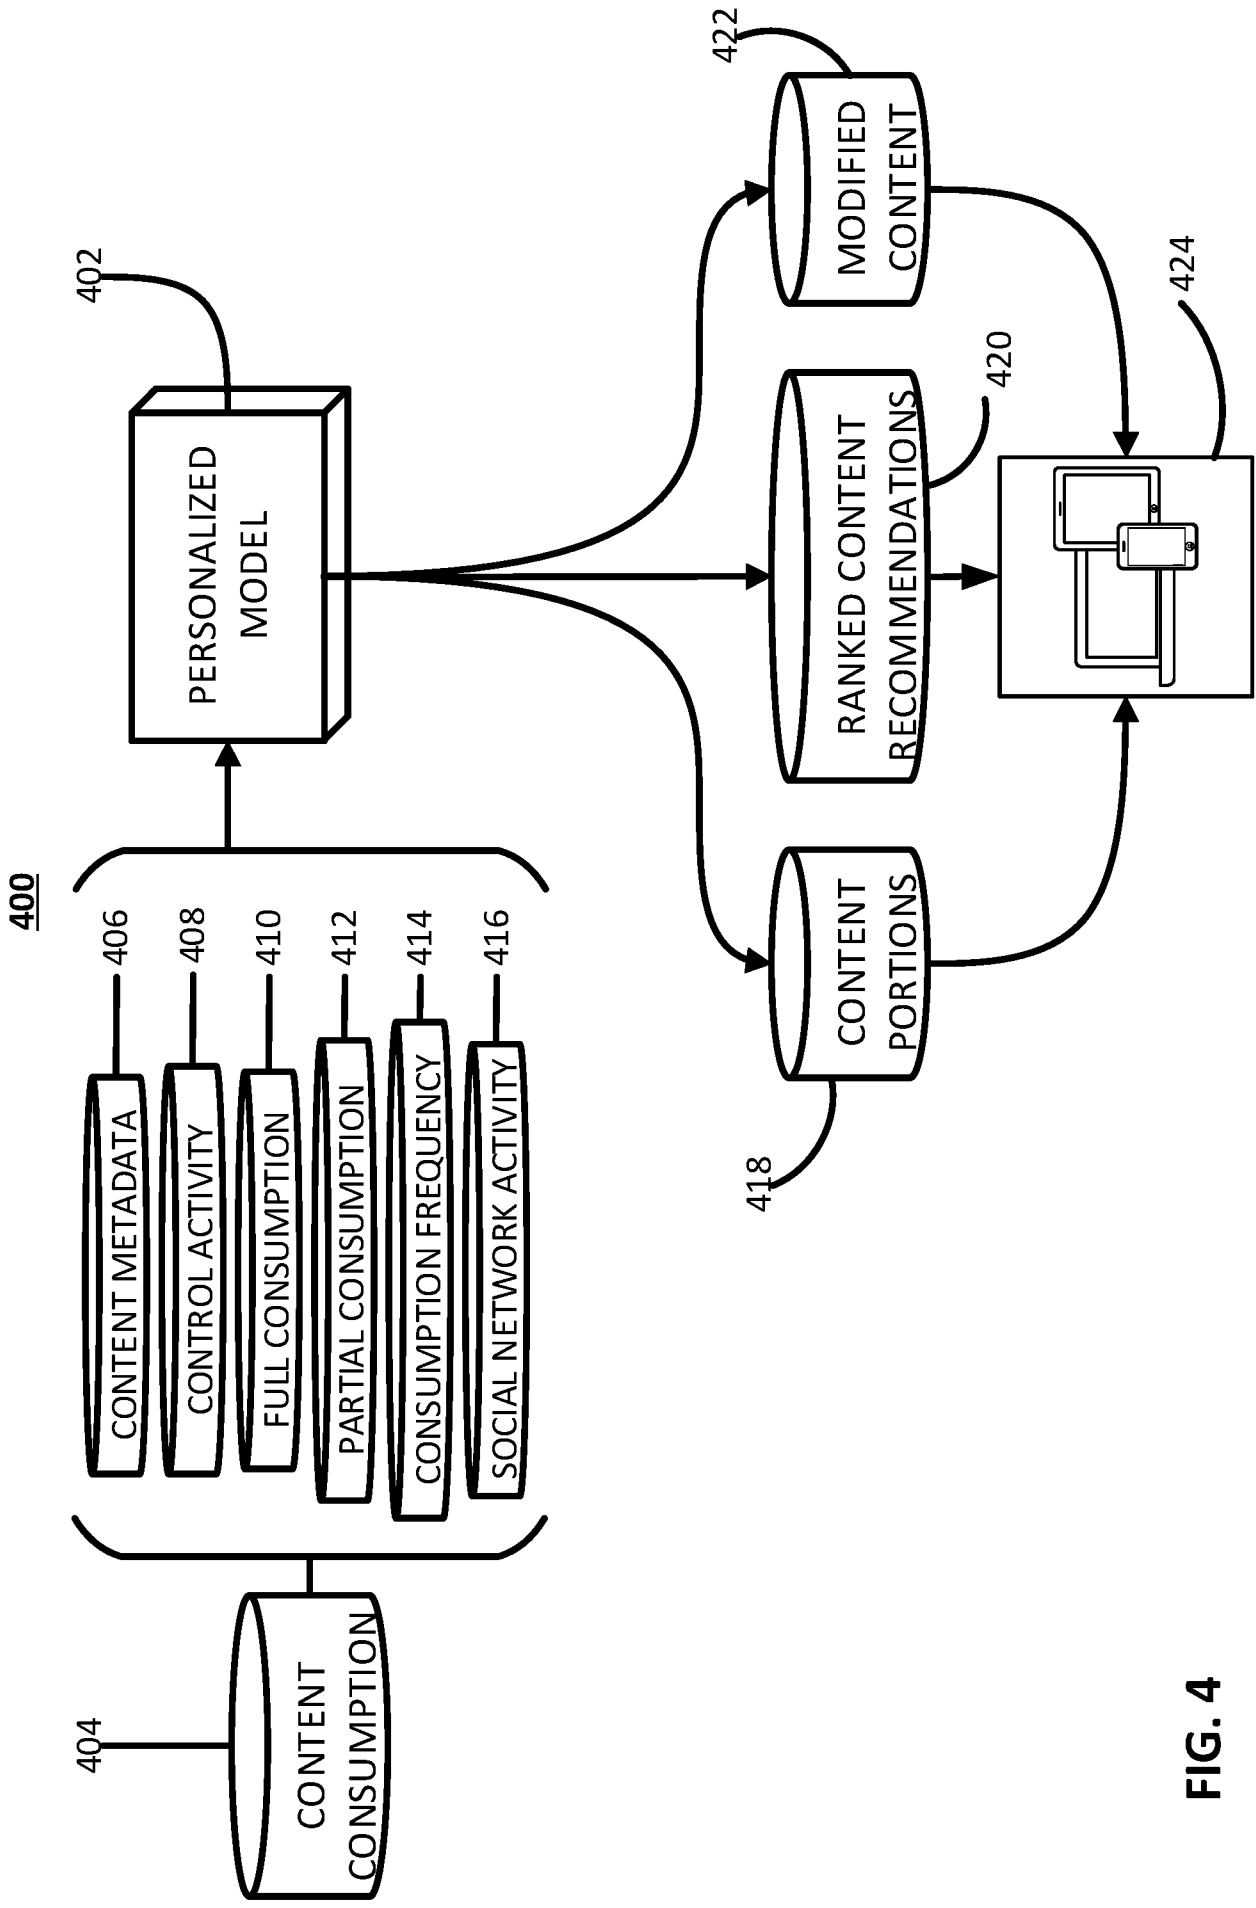 400
404
CONTENT
CONSUMPTION
CONTENT METADATA
406
CONTROL ACTIVITY
408
FULL CONSUMPTION
410
PARTIAL CONSUMPTION
412
CONSUMPTION FREQUENCY
414
SOCIAL NETWORK ACTIVITY
416
PERSONALIZED
MODEL
402
418
CONTENT
PORTIONS
RANKED CONTENT
RECOMMENDATIONS
420
MODIFIED
CONTENT
422
424
FIG. 4